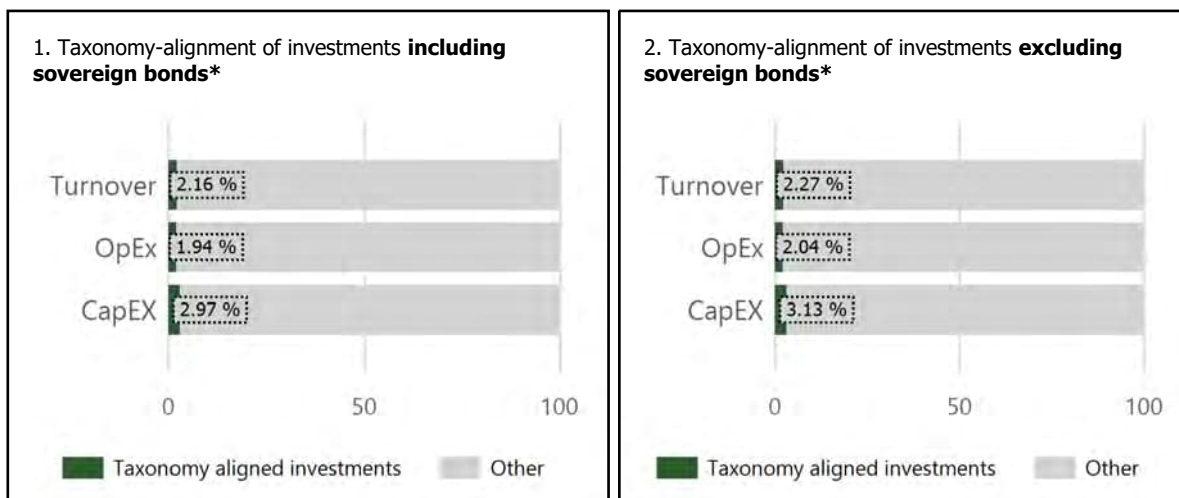 1. Taxonomy-alignment of investments including
sovereign bonds*
Turnover
2.16 %
OpEx
1.94 %
CapEX
2.97 %
0 50 100
Taxonomy aligned investments Other
2. Taxonomy-alignment of investments excluding
sovereign bonds*
Turnover
2.27 %
OpEx
2.04 %
CapEX
3.13 %
0 50 100
Taxonomy aligned investments Other